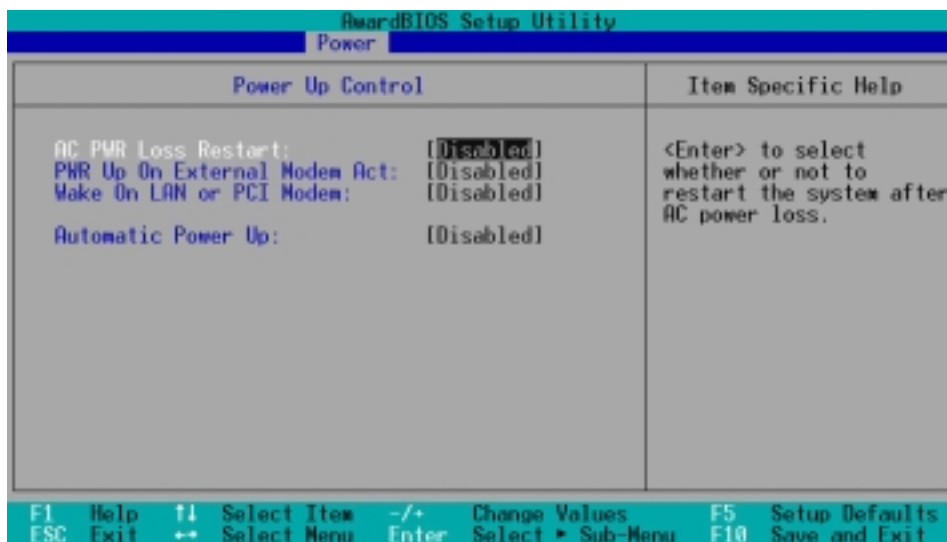 AwardBIOS Setup Utility
Power
Power Up Control
Item Specific Help
AC PWR Loss Restart: [Disabled]
PWR Up On External Modem Act: [Disabled]
Wake On LAN or PCI Modem: [Disabled]
Automatic Power Up: [Disabled]
<Enter> to select
whether or not to
restart the system after
AC power loss.
F1 Help ↑↓ Select Item -/+ Change Values F5 Setup Defaults
ESC Exit ←→ Select Menu Enter Select ► Sub-Menu F10 Save and Exit